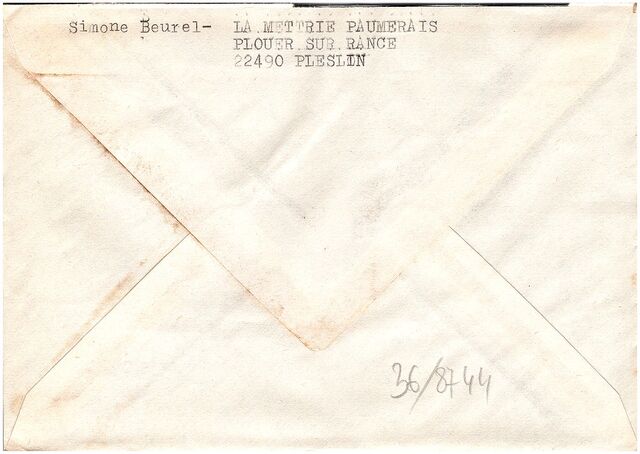 Simone Beurel- LA METTRIE PAUMERAIS
PLOUER SUR RANCE
22490 PLESLIN
36/8744